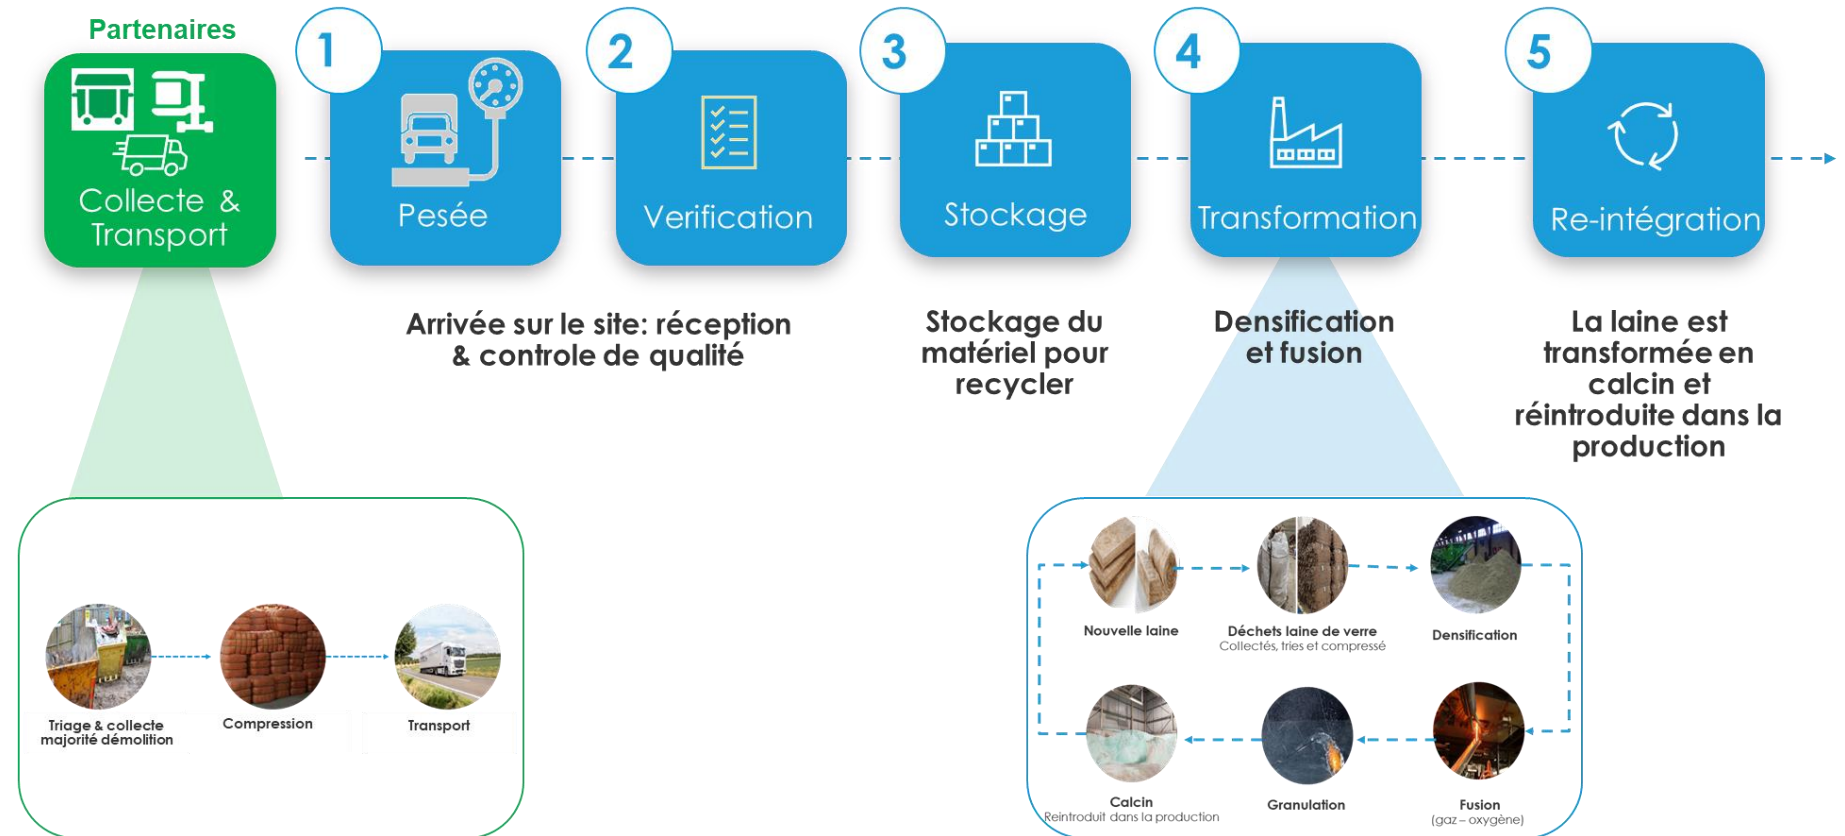 Partenaires
Collecte &
Transport
1
Pesée
2
Verification
3
Stockage
4
Transformation
5
Re-intégration
Arrivée sur le site: réception
& controle de qualité
Stockage du
matériel pour
recycler
Densification
et fusion
La laine est
transformée en
calcin et
réintroduite dans la
production
Triage & collecte
majorité démolition
Compression
Transport
Nouvelle laine
Déchets laine de verre
Collectés, tries et compressé
Densification
Calcin
Reintroduit dans la production
Granulation
Fusion
(gaz – oxygène)